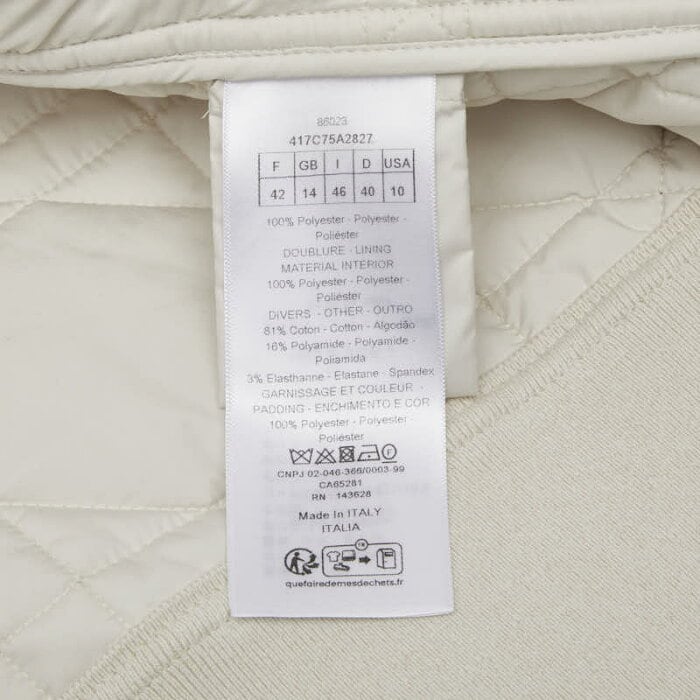 86023
417C75A2827
F GB I D USA
42 14 46 40 10
100% Polyester - Polyester -
Poliéster
DOUBLURE - LINING
MATERIAL INTERIOR
100% Polyester - Polyester -
Poliéster
DIVERS - OTHER - OUTRO
81% Coton - Cotton - Algodão
16% Polyamide - Polyamide -
Poliamida
3% Elasthanne - Elastane - Spandex
GARNISSAGE ET COULEUR -
PADDING - ENCHIMENTO E COR
100% Polyester - Polyester -
Poliéster
CNPJ 02-046-366/0003-99
CA65281
RN : 143628
Made In ITALY
ITALIA
FR
quefairedemesdechets.fr